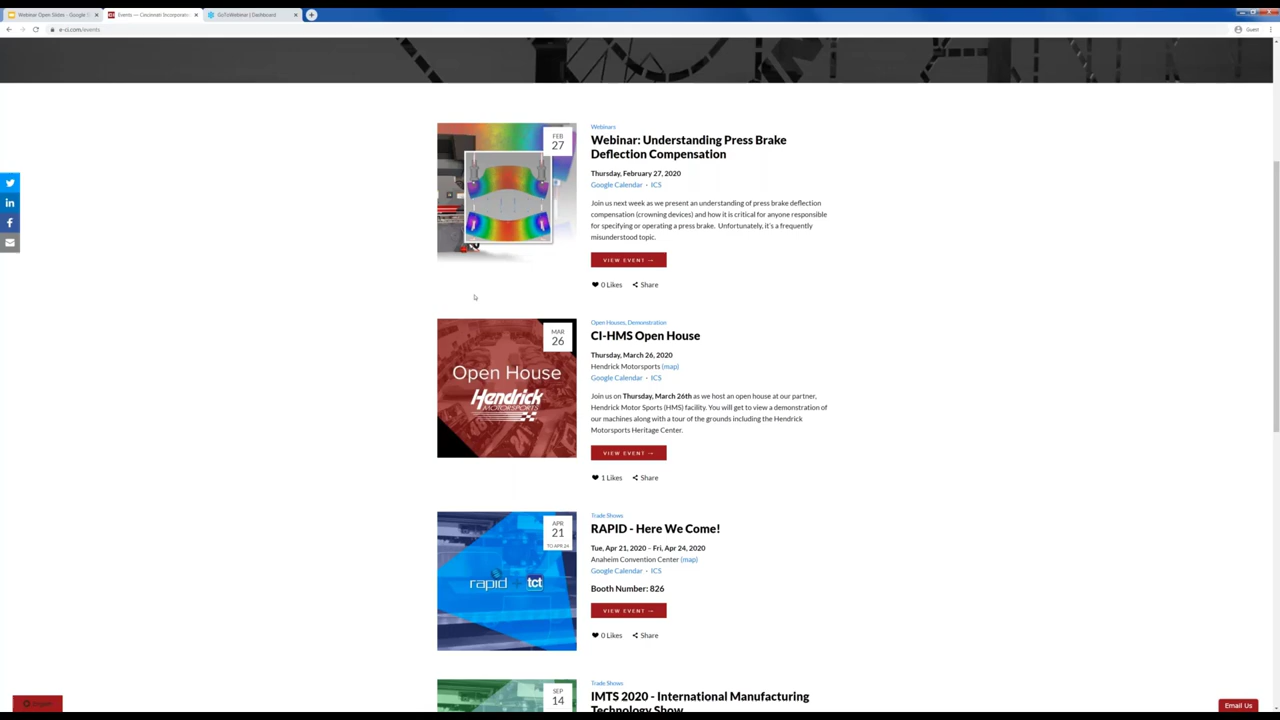 Webinar Open Slides - Google S
Events — Cincinnati Incorporate
GoToWebinar | Dashboard
e-ci.com/events
Guest
FEB
27
Webinars
Webinar: Understanding Press Brake
Deflection Compensation
Thursday, February 27, 2020
Google Calendar · ICS
Join us next week as we present an understanding of press brake deflection
compensation (crowning devices) and how it is critical for anyone responsible
for specifying or operating a press brake. Unfortunately, it's a frequently
misunderstood topic.
VIEW EVENT →
0 Likes Share
MAR
26
Open House
Hendrick
MOTORSPORTS
Open Houses, Demonstration
CI-HMS Open House
Thursday, March 26, 2020
Hendrick Motorsports (map)
Google Calendar · ICS
Join us on Thursday, March 26th as we host an open house at our partner,
Hendrick Motor Sports (HMS) facility. You will get to view a demonstration of
our machines along with a tour of the grounds including the Hendrick
Motorsports Heritage Center.
VIEW EVENT →
1 Likes Share
APR
21
TO APR 24
rapid + tct
Trade Shows
RAPID - Here We Come!
Tue, Apr 21, 2020 - Fri, Apr 24, 2020
Anaheim Convention Center (map)
Google Calendar · ICS
Booth Number: 826
VIEW EVENT →
0 Likes Share
SEP
14
Trade Shows
IMTS 2020 - International Manufacturing
Technology Show
Email Us